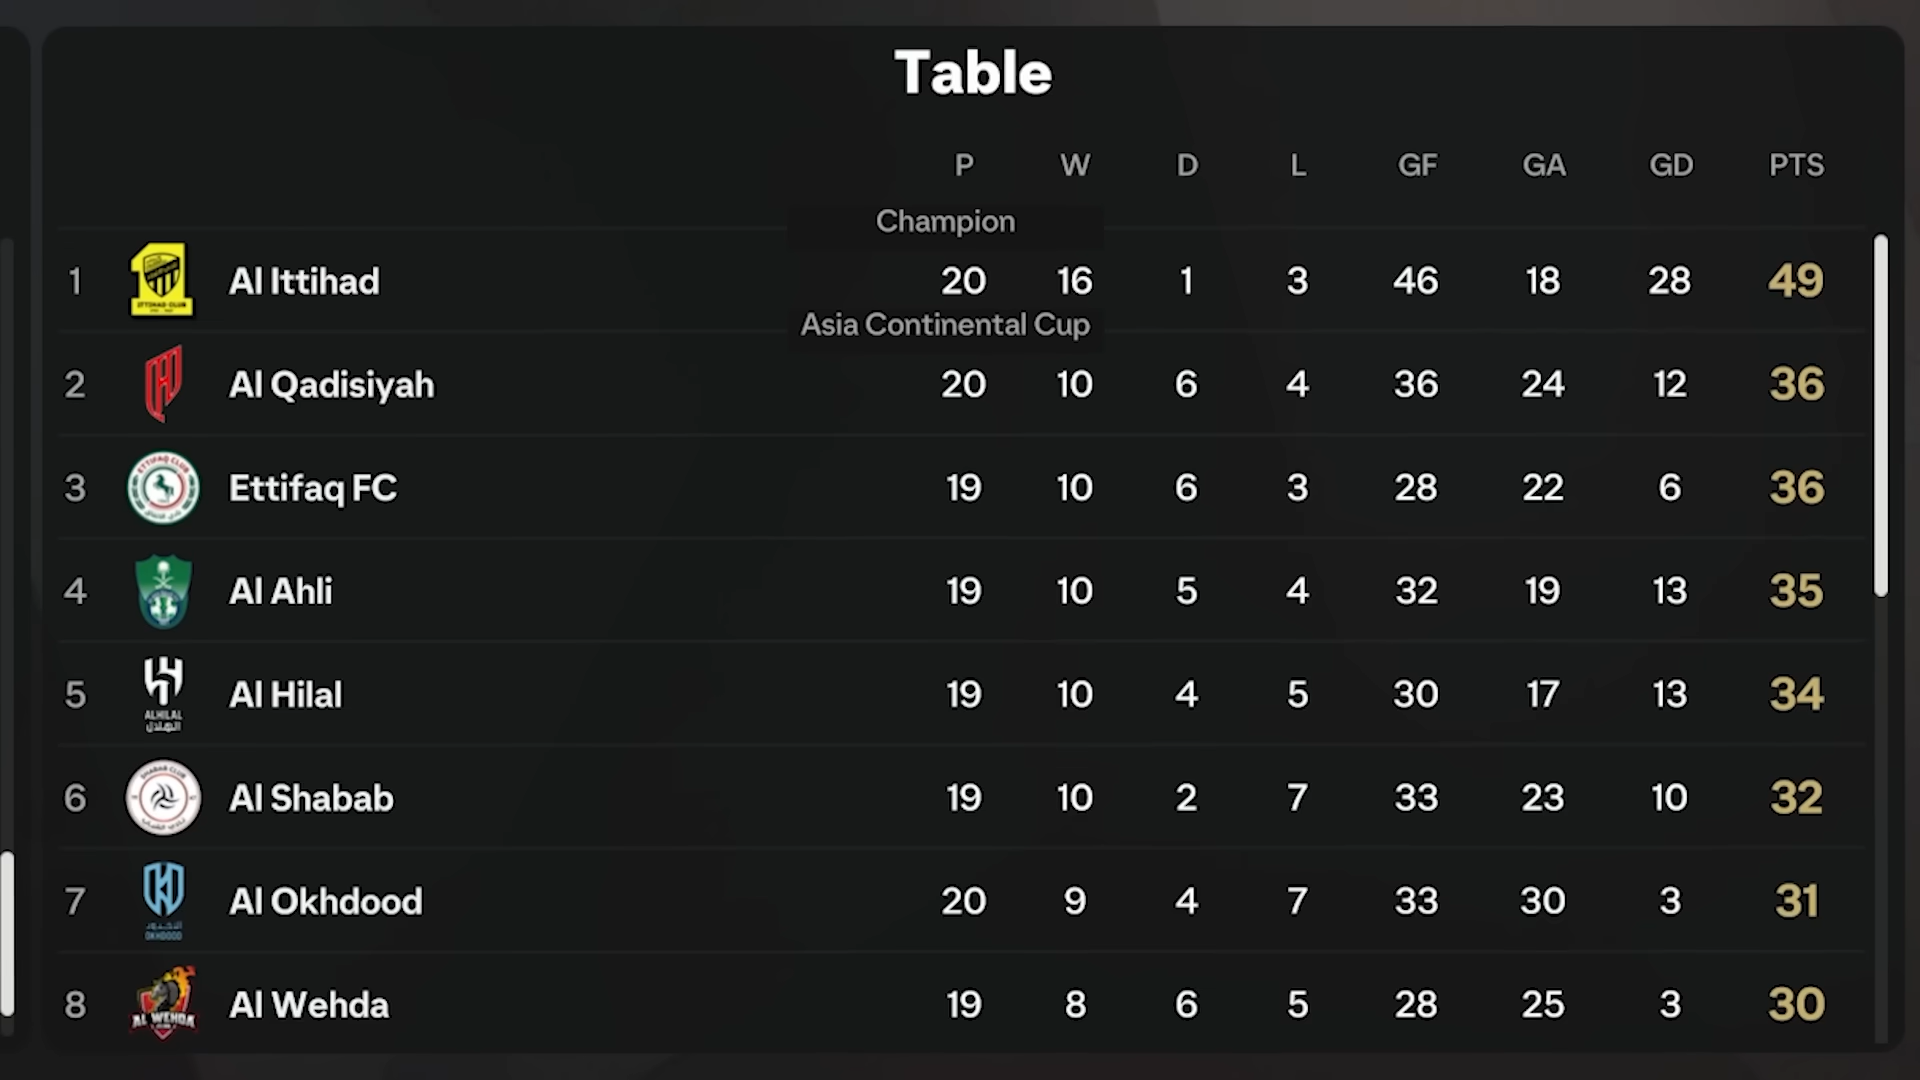 Table
P W D L GF GA GD PTS
Champion
1 Al Ittihad 20 16 1 3 46 18 28 49
Asia Continental Cup
2 Al Qadisiyah 20 10 6 4 36 24 12 36
3 Ettifaq FC 19 10 6 3 28 22 6 36
4 Al Ahli 19 10 5 4 32 19 13 35
5 Al Hilal 19 10 4 5 30 17 13 34
ALHILAL
الهلال
6 Al Shabab 19 10 2 7 33 23 10 32
7 Al Okhdood 20 9 4 7 33 30 3 31
OKHDOOD
8 Al Wehda 19 8 6 5 28 25 3 30
AL WEHDA